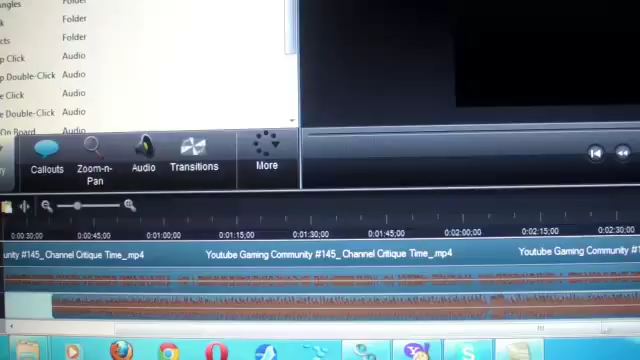 Folder
Folder
Folder
Audio
Double-Click Audio
Click Audio
Double-Click Audio
On Board Audio
Callouts Zoom-n-Pan Audio Transitions More
0:00:30;00 0:00:45;00 0:01:00;00 0:01:15;00 0:01:30;00 0:01:45;00 0:02:00;00 0:02:15;00 0:02:30;00
unity #145_ Channel Critique Time_.mp4 Youtube Gaming Community #145_ Channel Critique Time_.mp4 Youtube Gaming Community #1